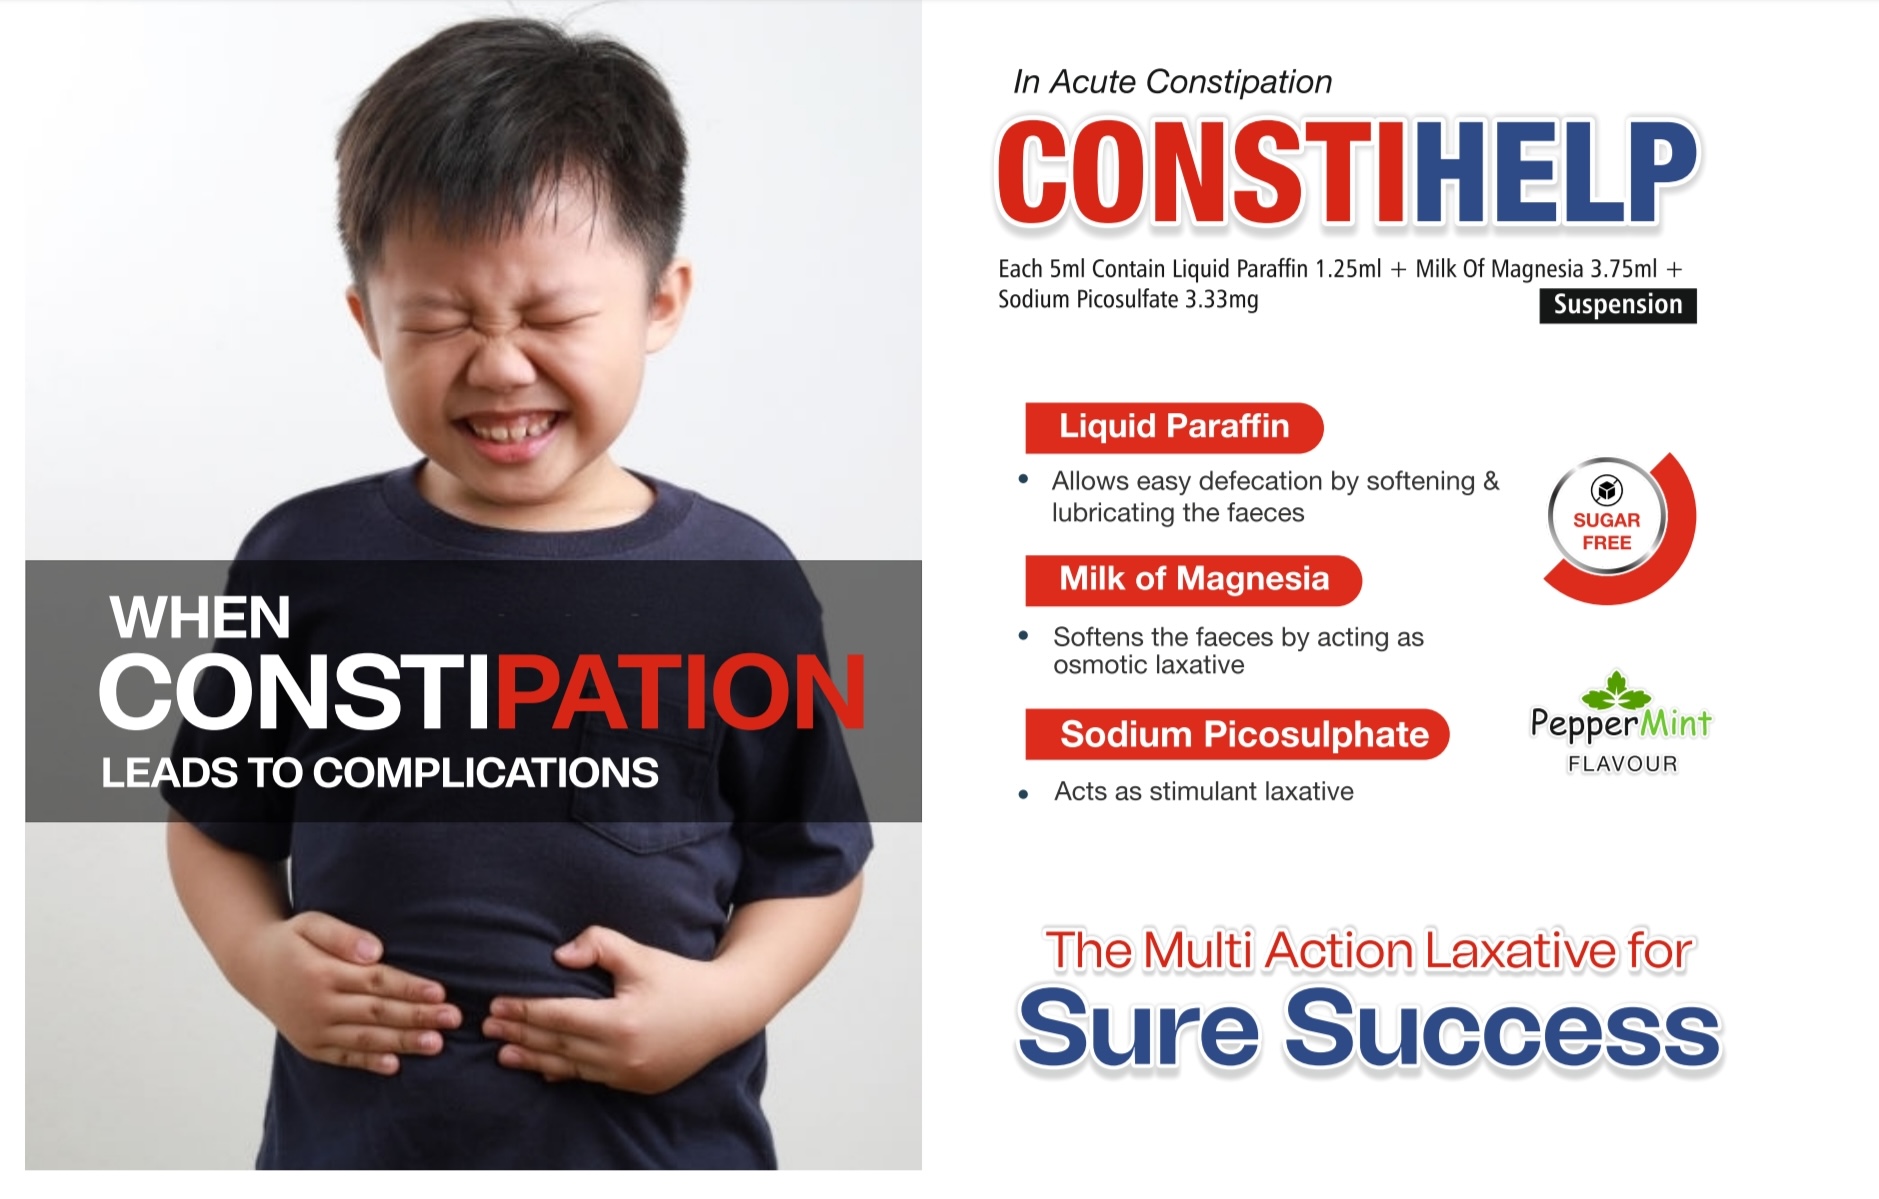 WHEN
CONSTIPATION
LEADS TO COMPLICATIONS
In Acute Constipation
CONSTIHELP
Each 5ml Contain Liquid Paraffin 1.25ml + Milk Of Magnesia 3.75ml +
Sodium Picosulfate 3.33mg
Suspension
Liquid Paraffin
• Allows easy defecation by softening &
lubricating the faeces
Milk of Magnesia
• Softens the faeces by acting as
osmotic laxative
Sodium Picosulphate
• Acts as stimulant laxative
SUGAR
FREE
PepperMint
FLAVOUR
The Multi Action Laxative for
Sure Success